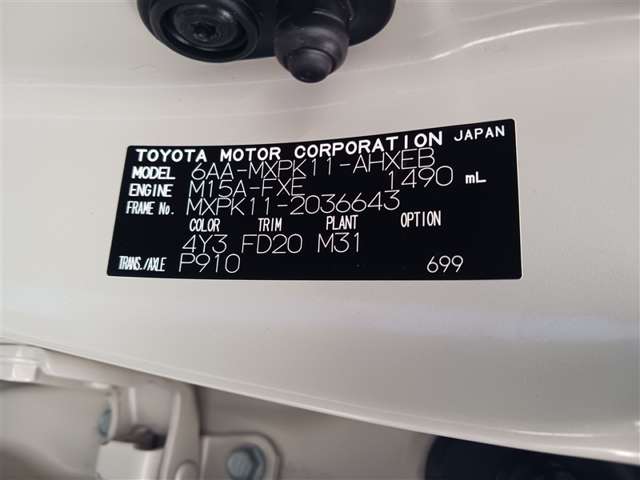 TOYOTA MOTOR CORPORATION JAPAN
MODEL 6AA-MXPK11-AHXEB
ENGINE M15A-FXE 1490 mL
FRAME No. MXPK11-2036643
COLOR TRIM PLANT OPTION
4Y3 FD20 M31
TRANS./AXLE P910 699